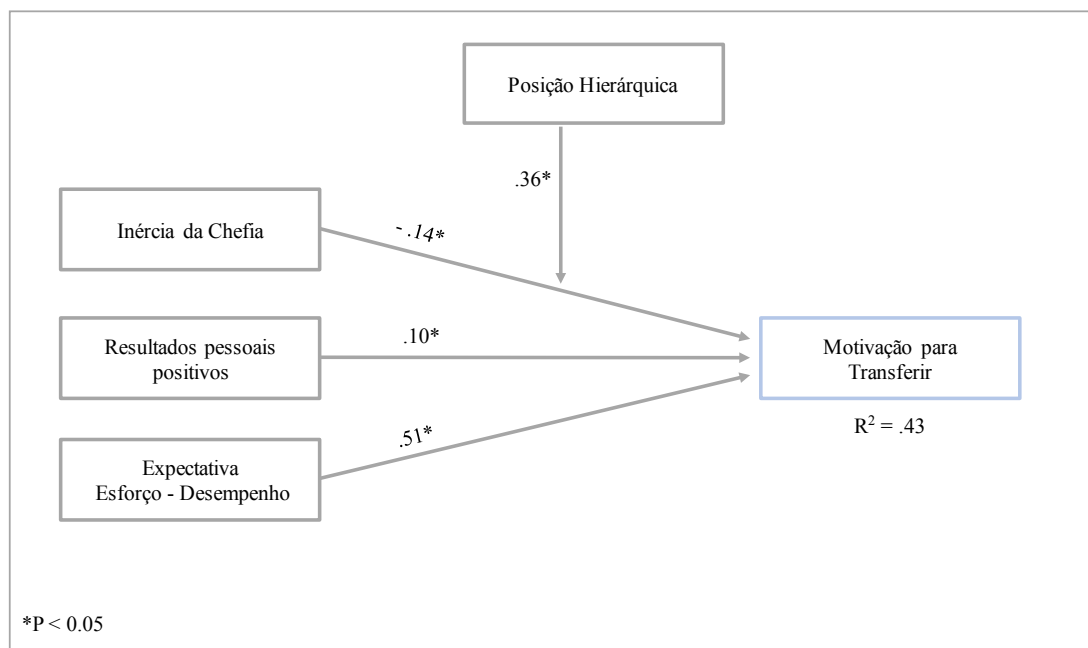 Posição Hierárquica
.36*
Inércia da Chefia
- .14*
Resultados pessoais
positivos
.10*
Motivação para
Transferir
R² = .43
.51*
Expectativa
Esforço - Desempenho
*P < 0.05